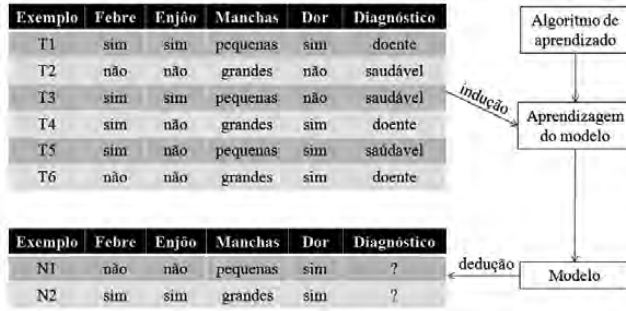 Exemplo Febre Enjôo Manchas Dor Diagnóstico
T1 sim sim pequenas sim doente
T2 não não grandes não saudável
T3 sim sim pequenas não saudável
T4 sim não grandes sim doente
T5 sim não pequenas sim saúdavel
T6 não não grandes sim doente
Algoritmo de
aprendizado
indução
Aprendizagem
do modelo
Exemplo Febre Enjôo Manchas Dor Diagnóstico
N1 não não pequenas sim ?
N2 sim sim grandes sim ?
dedução
Modelo